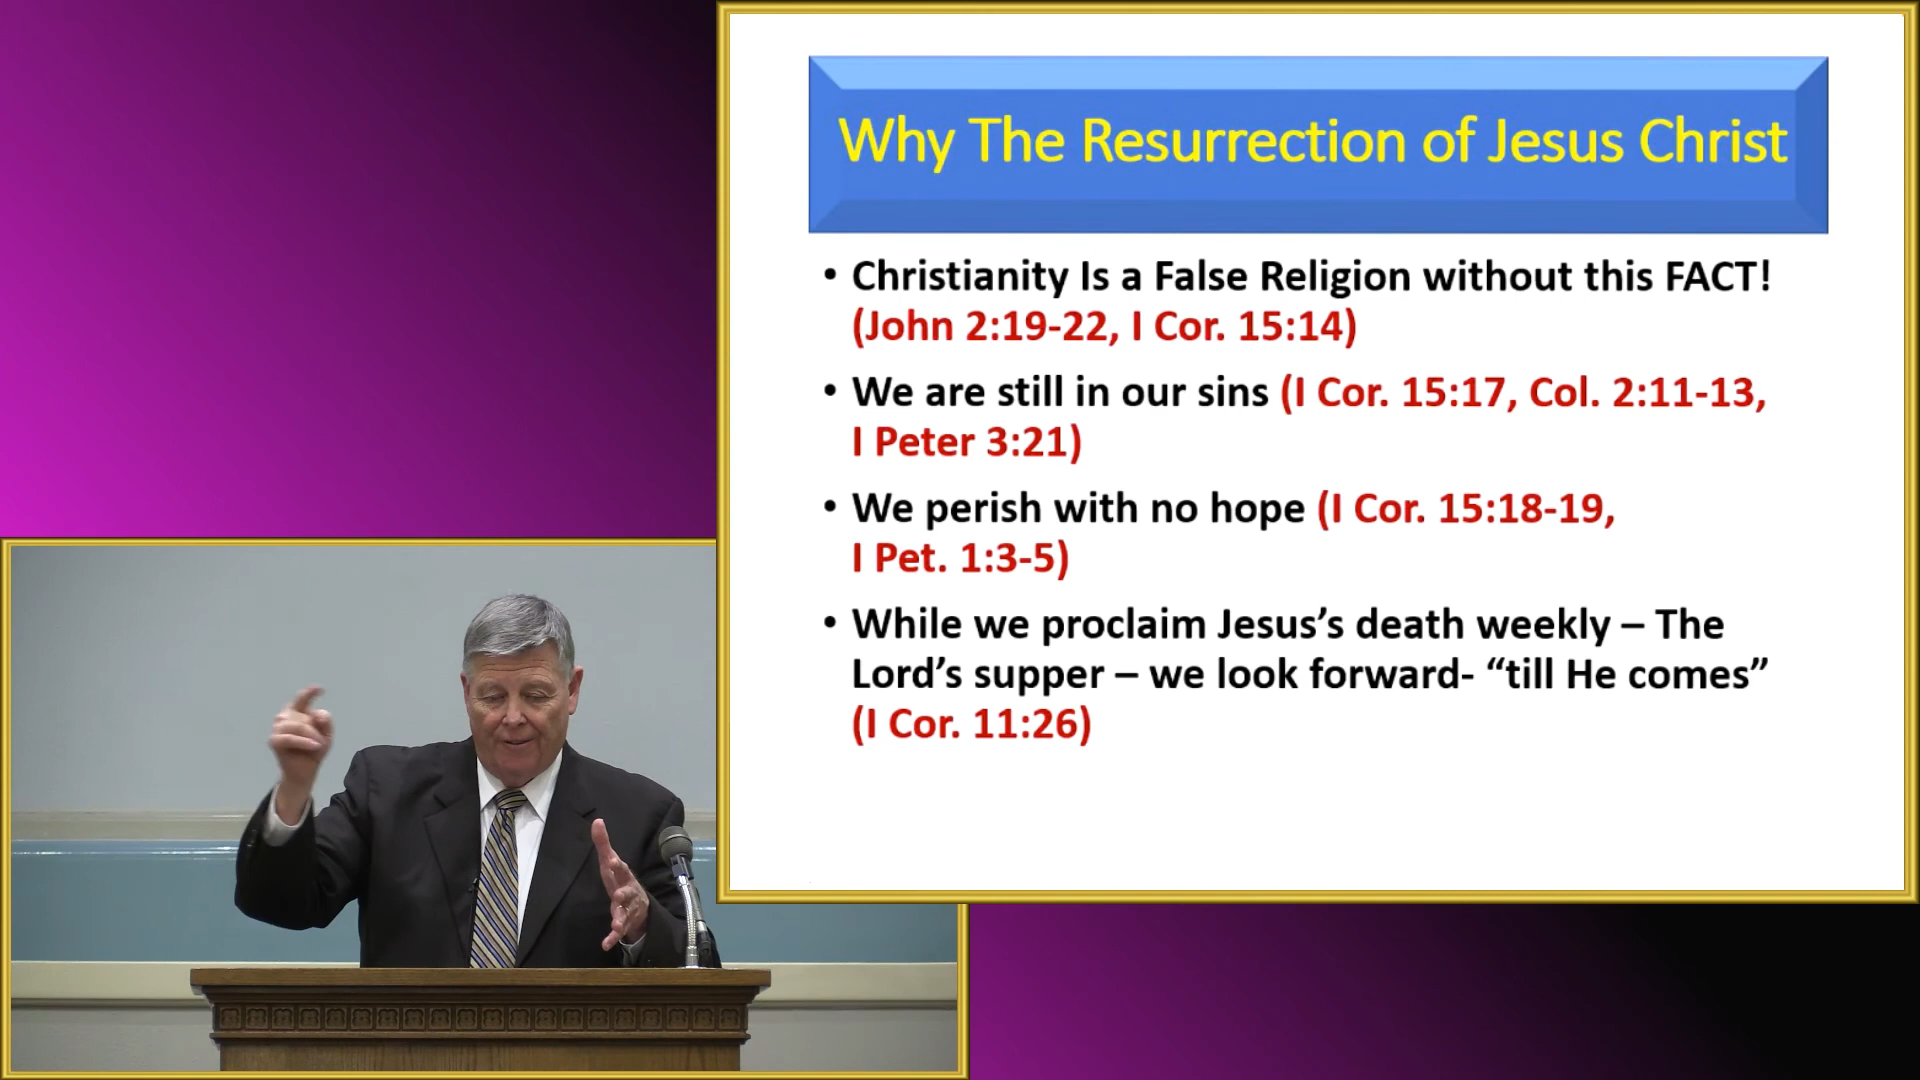 Why The Resurrection of Jesus Christ
• Christianity Is a False Religion without this FACT!
(John 2:19-22, I Cor. 15:14)
• We are still in our sins (I Cor. 15:17, Col. 2:11-13,
I Peter 3:21)
• We perish with no hope (I Cor. 15:18-19,
I Pet. 1:3-5)
• While we proclaim Jesus’s death weekly – The
Lord’s supper – we look forward- “till He comes”
(I Cor. 11:26)